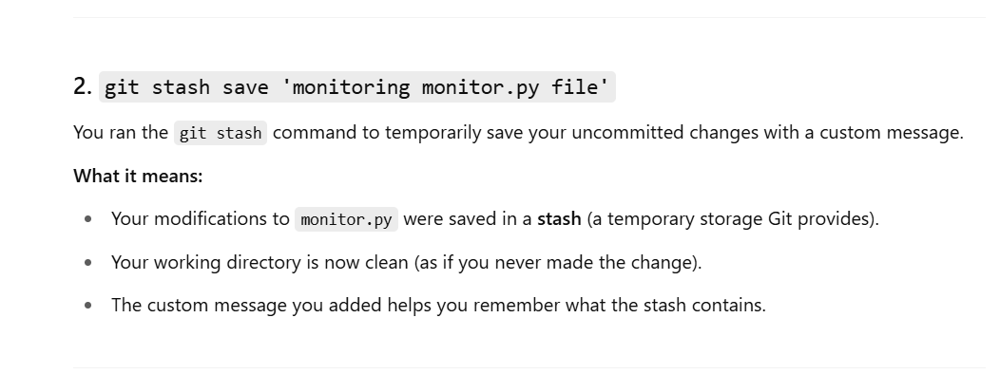 2. git stash save 'monitoring monitor.py file'
You ran the git stash command to temporarily save your uncommitted changes with a custom message.
What it means:
• Your modifications to monitor.py were saved in a stash (a temporary storage Git provides).
• Your working directory is now clean (as if you never made the change).
• The custom message you added helps you remember what the stash contains.